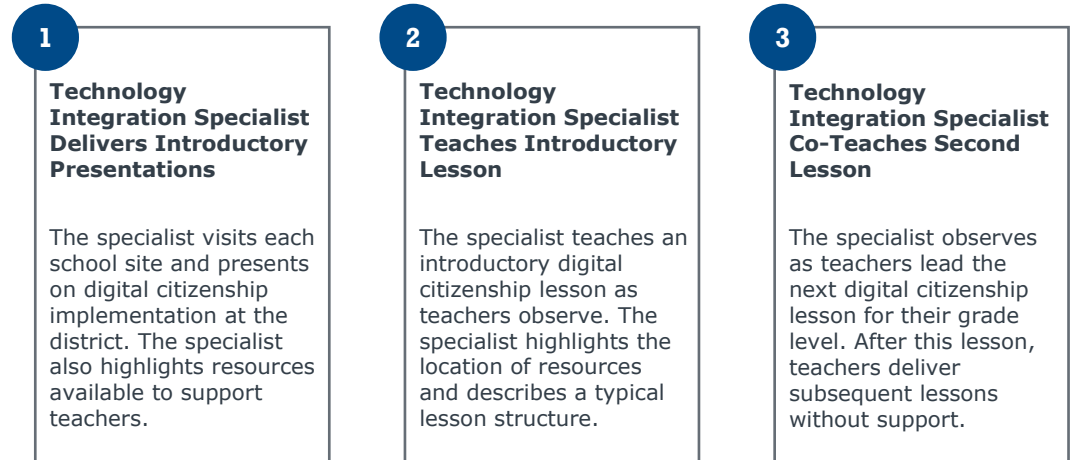 1
Technology
Integration Specialist
Delivers Introductory
Presentations
The specialist visits each
school site and presents
on digital citizenship
implementation at the
district. The specialist
also highlights resources
available to support
teachers.
2
Technology
Integration Specialist
Teaches Introductory
Lesson
The specialist teaches an
introductory digital
citizenship lesson as
teachers observe. The
specialist highlights the
location of resources
and describes a typical
lesson structure.
3
Technology
Integration Specialist
Co-Teaches Second
Lesson
The specialist observes
as teachers lead the
next digital citizenship
lesson for their grade
level. After this lesson,
teachers deliver
subsequent lessons
without support.